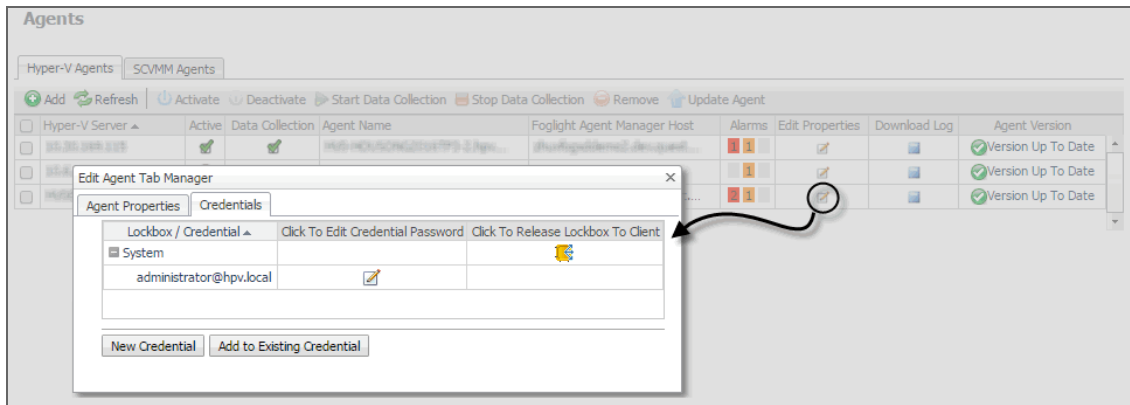 Agents
Hyper-V Agents SCVMM Agents
Add Refresh Activate Deactivate Start Data Collection Stop Data Collection Remove Update Agent
Hyper-V Server Active Data Collection Agent Name Foglight Agent Manager Host Alarms Edit Properties Download Log Agent Version
1 1 Version Up To Date
1 Version Up To Date
2 1 Version Up To Date
Edit Agent Tab Manager
Agent Properties Credentials
Lockbox / Credential Click To Edit Credential Password Click To Release Lockbox To Client
System
administrator@hpv.local
New Credential Add to Existing Credential